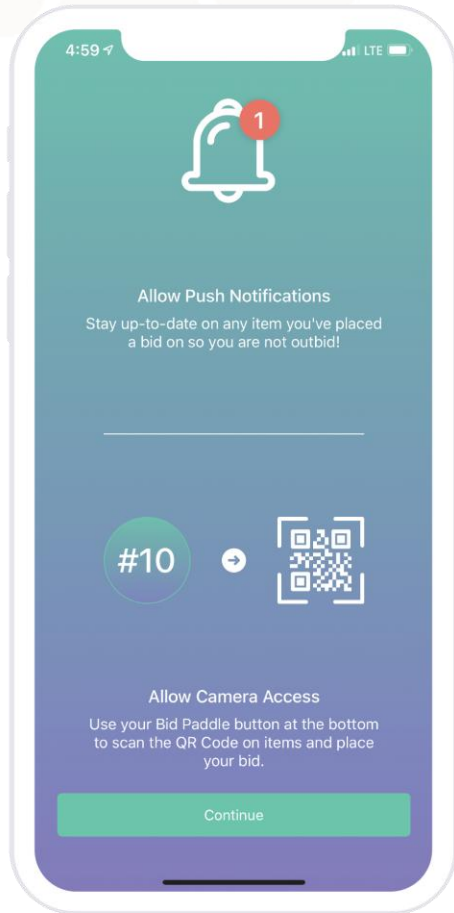 4:59
LTE
1
Allow Push Notifications
Stay up-to-date on any item you've placed
a bid on so you are not outbid!
#10
Allow Camera Access
Use your Bid Paddle button at the bottom
to scan the QR Code on items and place
your bid.
Continue